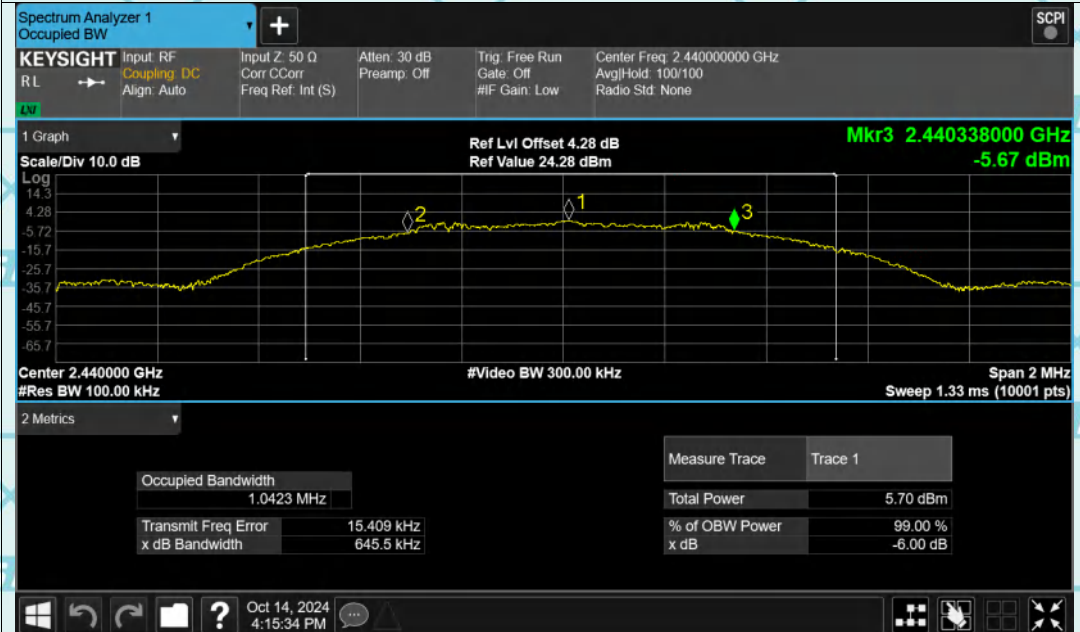 Spectrum Analyzer 1
Occupied BW
+
SCPI
KEYSIGHT
RL
LXI
Input: RF
Coupling: DC
Align: Auto
Input Z: 50 Ω
Corr CCorr
Freq Ref: Int (S)
Atten: 30 dB
Preamp: Off
Trig: Free Run
Gate: Off
#IF Gain: Low
Center Freq: 2.440000000 GHz
Avg|Hold: 100/100
Radio Std: None
1 Graph
Scale/Div 10.0 dB
Ref Lvl Offset 4.28 dB
Ref Value 24.28 dBm
Mkr3 2.440338000 GHz
-5.67 dBm
Log
14.3
4.28
-5.72
-15.7
-25.7
-35.7
-45.7
-55.7
-65.7
2
1
3
Center 2.440000 GHz
#Res BW 100.00 kHz
#Video BW 300.00 kHz
Span 2 MHz
Sweep 1.33 ms (10001 pts)
2 Metrics
Occupied Bandwidth
1.0423 MHz
Transmit Freq Error 15.409 kHz
x dB Bandwidth 645.5 kHz
Measure Trace Trace 1
Total Power 5.70 dBm
% of OBW Power 99.00 %
x dB -6.00 dB
?
Oct 14, 2024
4:15:34 PM